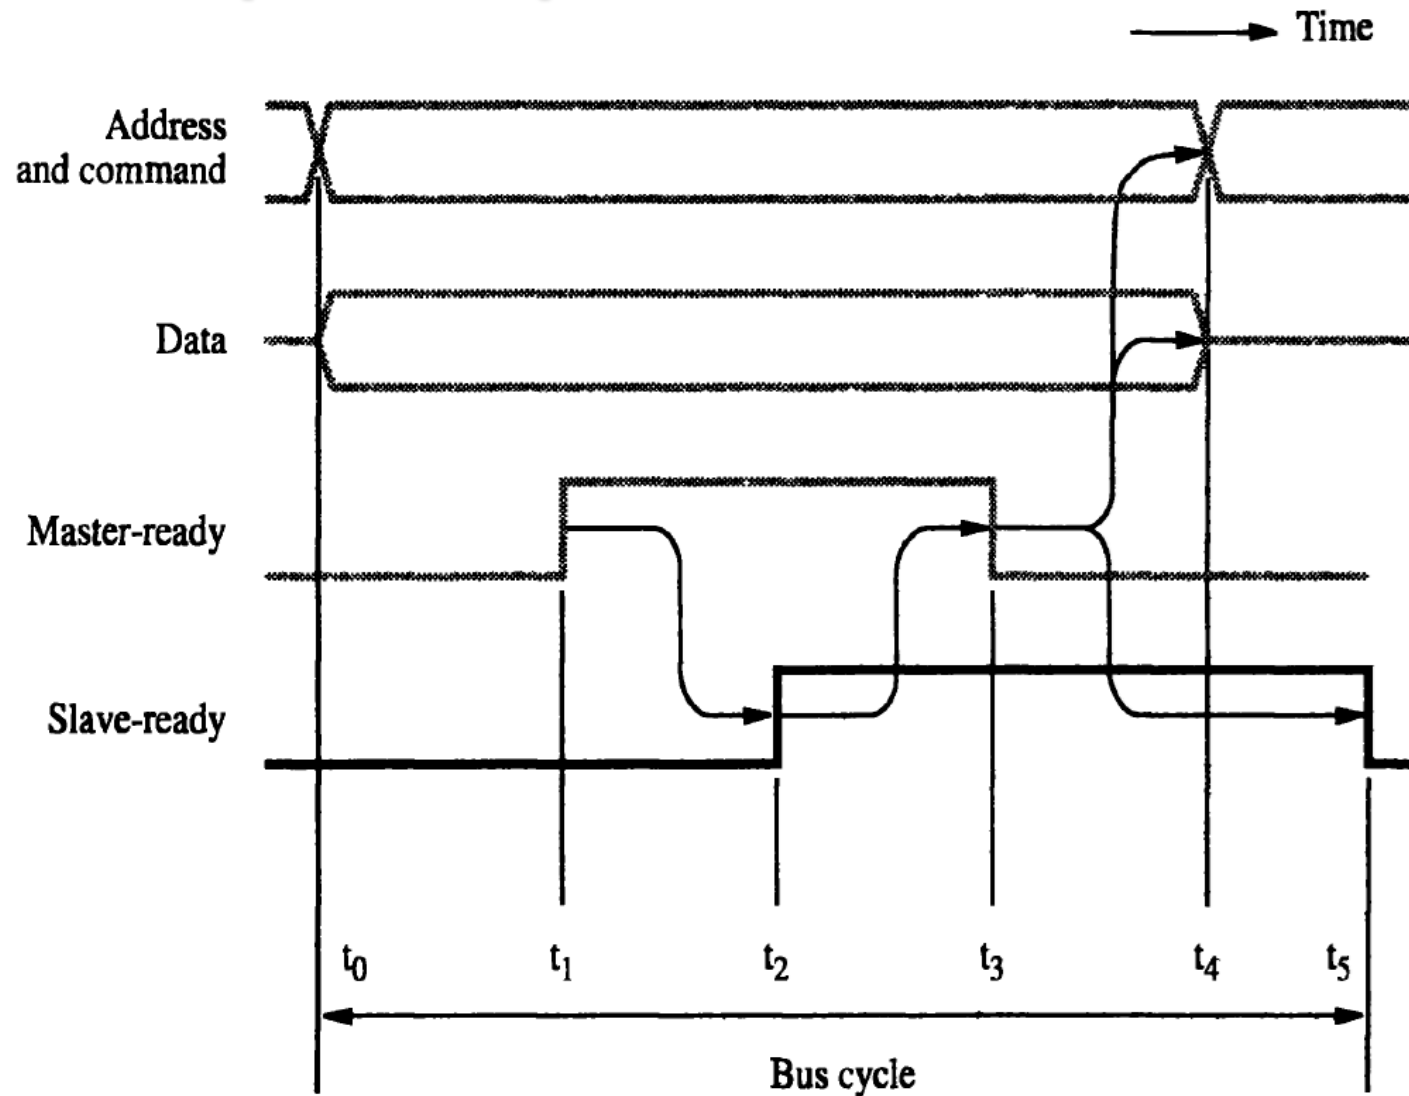 Time
Address
and command
Data
Master-ready
Slave-ready
t0 t1 t2 t3 t4 t5
Bus cycle